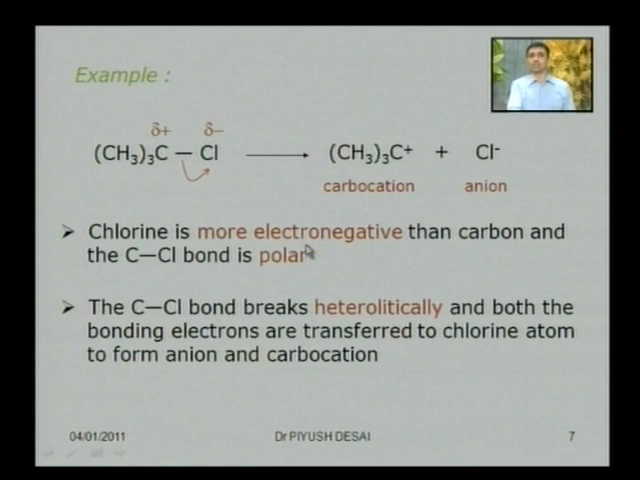 Example :
δ+ δ–
(CH₃)₃C — Cl ⟶ (CH₃)₃C⁺ + Cl⁻
carbocation anion
➢ Chlorine is more electronegative than carbon and
the C—Cl bond is polar
➢ The C—Cl bond breaks heterolitically and both the
bonding electrons are transferred to chlorine atom
to form anion and carbocation
04/01/2011 Dr PIYUSH DESAI 7